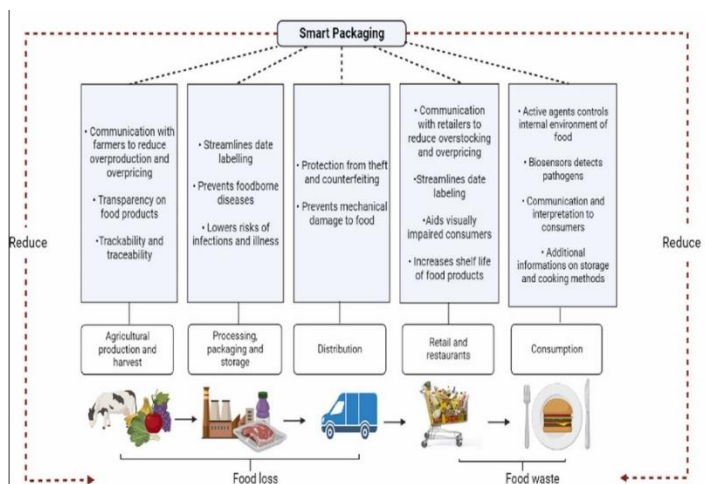 Smart Packaging
• Communication with
farmers to reduce
overproduction and
overpricing
• Transparency on
food products
• Trackability and
traceability
• Streamlines date
labelling
• Prevents foodborne
diseases
• Lowers risks of
infections and illness
• Protection from theft
and counterfeiting
• Prevents mechanical
damage to food
• Communication
with retailers to
reduce overstocking
and overpricing
•Streamlines date
labeling
• Aids visually
impaired consumers
• Increases shelf life
of food products
• Active agents controls
internal environment of
food
• Biosensors detects
pathogens
• Communication and
interpretation to
consumers
• Additional
informations on storage
and cooking methods
Reduce
Reduce
Agricultural
production and
harvest
Processing,
packaging and
storage
Distribution
Retail and
restaurants
Consumption
Food loss
Food waste